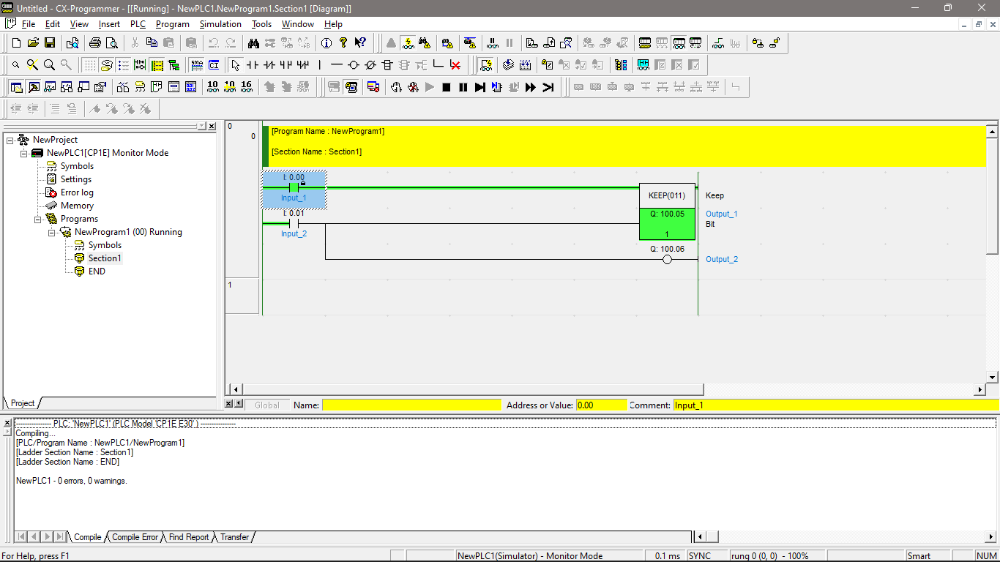 Untitled - CX-Programmer - [[Running] - NewPLC1.NewProgram1.Section1 [Diagram]]
File Edit View Insert PLC Program Simulation Tools Window Help
SMA CI
10 10 16
NewProject
NewPLC1[CP1E] Monitor Mode
Symbols
Settings
Error log
Memory
Programs
NewProgram1 (00) Running
Symbols
Section1
END
Project
0
0
[Program Name : NewProgram1]
[Section Name : Section1]
I: 0.00
Input_1
KEEP(011)
Keep
I: 0.01
Input_2
Q: 100.05
Output_1
Bit
1
Q: 100.06
Output_2
1
Global Name: Address or Value: 0.00 Comment: Input_1
---------------- PLC: 'NewPLC1' (PLC Model 'CP1E E30' ) ----------------
Compiling...
[PLC/Program Name : NewPLC1/NewProgram1]
[Ladder Section Name : Section1]
[Ladder Section Name : END]
NewPLC1 - 0 errors, 0 warnings.
Compile Compile Error Find Report Transfer
For Help, press F1 NewPLC1(Simulator) - Monitor Mode 0.1 ms SYNC rung 0 (0, 0) - 100% Smart NUM